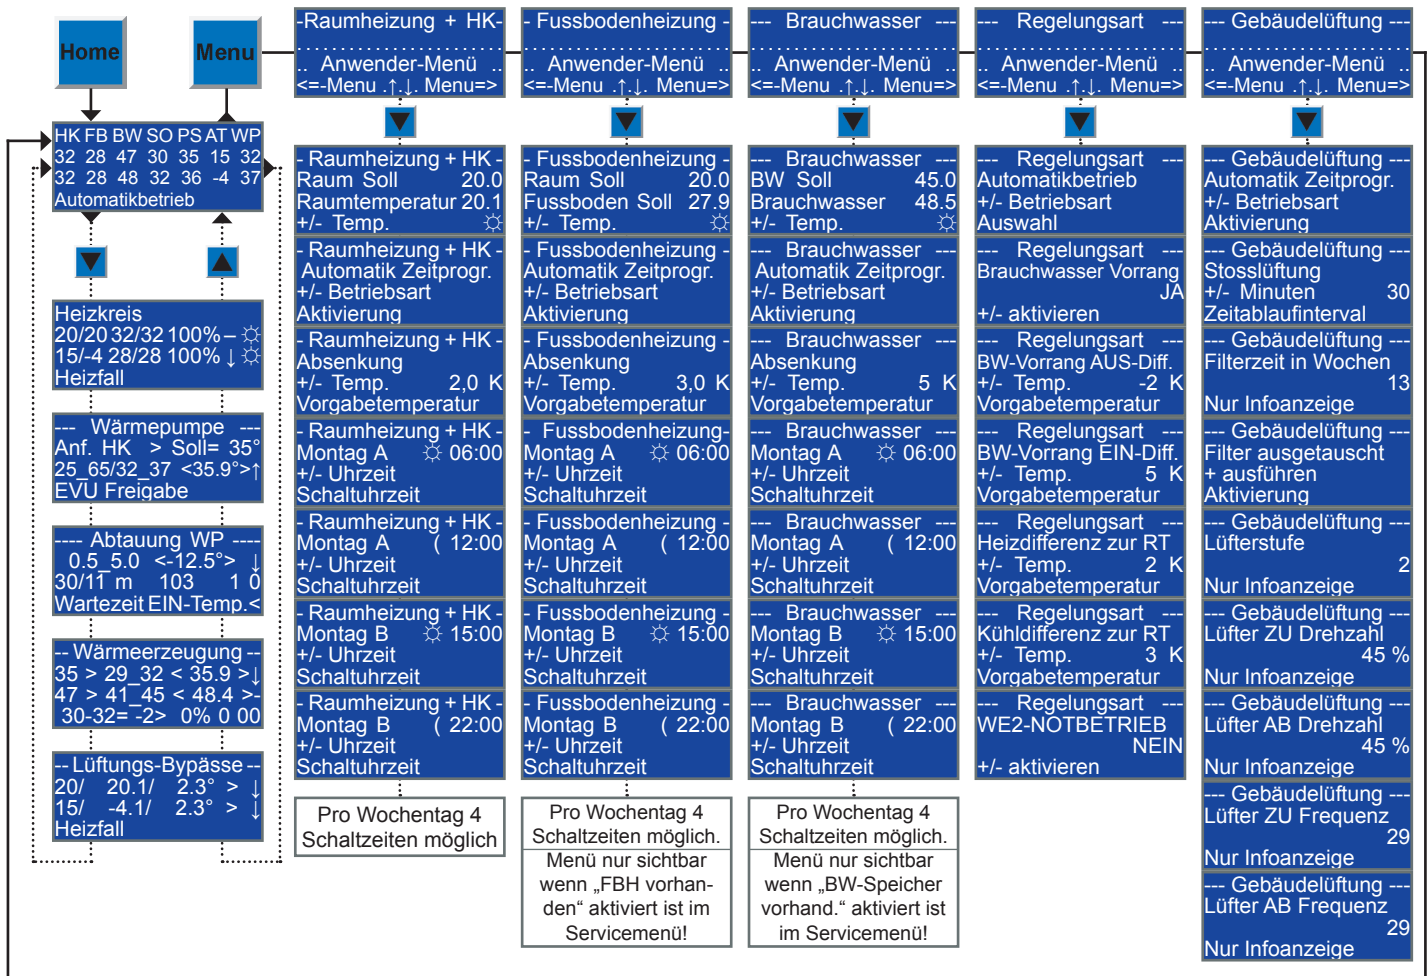 Home
Menu
HK FB BW SO PS AT WP
32 28 47 30 35 15 32
32 28 48 32 36 -4 37
Automatikbetrieb
Heizkreis
20/20 32/32 100% – ☼
15/-4 28/28 100% ↓ ☼
Heizfall
--- Wärmepumpe ---
Anf. HK > Soll= 35°
25_65/32_37 <35.9°>↑
EVU Freigabe
---- Abtauung WP ----
0.5_5.0 <-12.5°> ↓
30/11 m 103 1 0
Wartezeit EIN-Temp.<
-- Wärmeerzeugung --
35 > 29_32 < 35.9 >↓
47 > 41_45 < 48.4 >-
30-32= -2> 0% 0 00
-- Lüftungs-Bypässe --
20/ 20.1/ 2.3° > ↓
15/ -4.1/ 2.3° > ↓
Heizfall
-Raumheizung + HK-
.. Anwender-Menü ..
<=-Menu .↑.↓. Menu=>
- Raumheizung + HK -
Raum Soll 20.0
Raumtemperatur 20.1
+/- Temp. ☼
- Raumheizung + HK -
Automatik Zeitprogr.
+/- Betriebsart
Aktivierung
- Raumheizung + HK -
Absenkung
+/- Temp. 2,0 K
Vorgabetemperatur
- Raumheizung + HK -
Montag A ☼ 06:00
+/- Uhrzeit
Schaltuhrzeit
- Raumheizung + HK -
Montag A ( 12:00
+/- Uhrzeit
Schaltuhrzeit
- Raumheizung + HK -
Montag B ☼ 15:00
+/- Uhrzeit
Schaltuhrzeit
- Raumheizung + HK -
Montag B ( 22:00
+/- Uhrzeit
Schaltuhrzeit
Pro Wochentag 4
Schaltzeiten möglich
- Fussbodenheizung -
.. Anwender-Menü ..
<=-Menu .↑.↓. Menu=>
- Fussbodenheizung -
Raum Soll 20.0
Fussboden Soll 27.9
+/- Temp. ☼
- Fussbodenheizung -
Automatik Zeitprogr.
+/- Betriebsart
Aktivierung
- Fussbodenheizung -
Absenkung
+/- Temp. 3,0 K
Vorgabetemperatur
- Fussbodenheizung-
Montag A ☼ 06:00
+/- Uhrzeit
Schaltuhrzeit
- Fussbodenheizung -
Montag A ( 12:00
+/- Uhrzeit
Schaltuhrzeit
- Fussbodenheizung -
Montag B ☼ 15:00
+/- Uhrzeit
Schaltuhrzeit
- Fussbodenheizung -
Montag B ( 22:00
+/- Uhrzeit
Schaltuhrzeit
Pro Wochentag 4
Schaltzeiten möglich.
Menü nur sichtbar
wenn „FBH vorhan-
den“ aktiviert ist im
Servicemenü!
--- Brauchwasser ---
.. Anwender-Menü ..
<=-Menu .↑.↓. Menu=>
--- Brauchwasser ---
BW Soll 45.0
Brauchwasser 48.5
+/- Temp. ☼
--- Brauchwasser ---
Automatik Zeitprogr.
+/- Betriebsart
Aktivierung
--- Brauchwasser ---
Absenkung
+/- Temp. 5 K
Vorgabetemperatur
--- Brauchwasser ---
Montag A ☼ 06:00
+/- Uhrzeit
Schaltuhrzeit
--- Brauchwasser ---
Montag A ( 12:00
+/- Uhrzeit
Schaltuhrzeit
--- Brauchwasser ---
Montag B ☼ 15:00
+/- Uhrzeit
Schaltuhrzeit
--- Brauchwasser ---
Montag B ( 22:00
+/- Uhrzeit
Schaltuhrzeit
Pro Wochentag 4
Schaltzeiten möglich.
Menü nur sichtbar
wenn „BW-Speicher
vorhand.“ aktiviert ist
im Servicemenü!
--- Regelungsart ---
.. Anwender-Menü ..
<=-Menu .↑.↓. Menu=>
--- Regelungsart ---
Automatikbetrieb
+/- Betriebsart
Auswahl
--- Regelungsart ---
Brauchwasser Vorrang
JA
+/- aktivieren
--- Regelungsart ---
BW-Vorrang AUS-Diff.
+/- Temp. -2 K
Vorgabetemperatur
--- Regelungsart ---
BW-Vorrang EIN-Diff.
+/- Temp. 5 K
Vorgabetemperatur
--- Regelungsart ---
Heizdifferenz zur RT
+/- Temp. 2 K
Vorgabetemperatur
--- Regelungsart ---
Kühldifferenz zur RT
+/- Temp. 3 K
Vorgabetemperatur
--- Regelungsart ---
WE2-NOTBETRIEB
NEIN
+/- aktivieren
--- Gebäudelüftung ---
.. Anwender-Menü ..
<=-Menu .↑.↓. Menu=>
--- Gebäudelüftung ---
Automatik Zeitprogr.
+/- Betriebsart
Aktivierung
--- Gebäudelüftung ---
Stosslüftung
+/- Minuten 30
Zeitablaufinterval
--- Gebäudelüftung ---
Filterzeit in Wochen
13
Nur Infoanzeige
--- Gebäudelüftung ---
Filter ausgetauscht
+ ausführen
Aktivierung
--- Gebäudelüftung ---
Lüfterstufe
2
Nur Infoanzeige
--- Gebäudelüftung ---
Lüfter ZU Drehzahl
45 %
Nur Infoanzeige
--- Gebäudelüftung ---
Lüfter AB Drehzahl
45 %
Nur Infoanzeige
--- Gebäudelüftung ---
Lüfter ZU Frequenz
29
Nur Infoanzeige
--- Gebäudelüftung ---
Lüfter AB Frequenz
29
Nur Infoanzeige